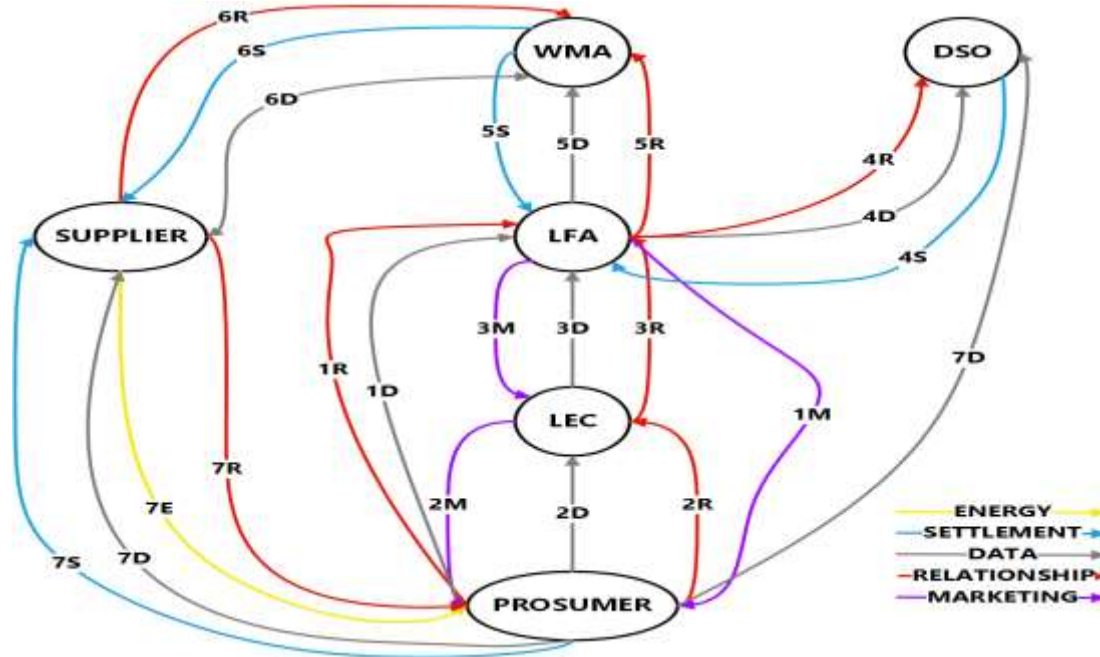 6R
WMA
DSO
6S
6D
5S
5D
5R
4R
4D
SUPPLIER
LFA
4S
3M
3D
3R
1R
1D
7D
1M
LEC
7R
7E
2M
2D
2R
7S
7D
PROSUMER
ENERGY
SETTLEMENT
DATA
RELATIONSHIP
MARKETING